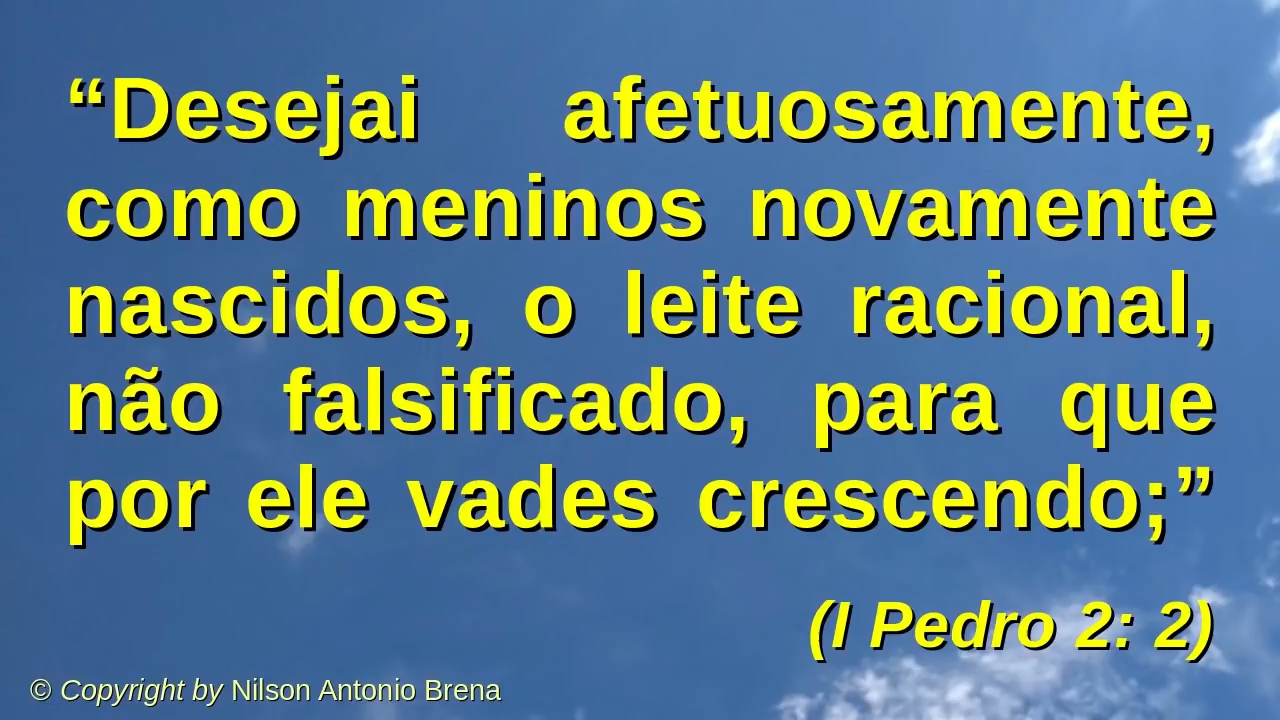 “Desejai afetuosamente,
como meninos novamente
nascidos, o leite racional,
não falsificado, para que
por ele vades crescendo;”
(I Pedro 2: 2)
© Copyright by Nilson Antonio Brena